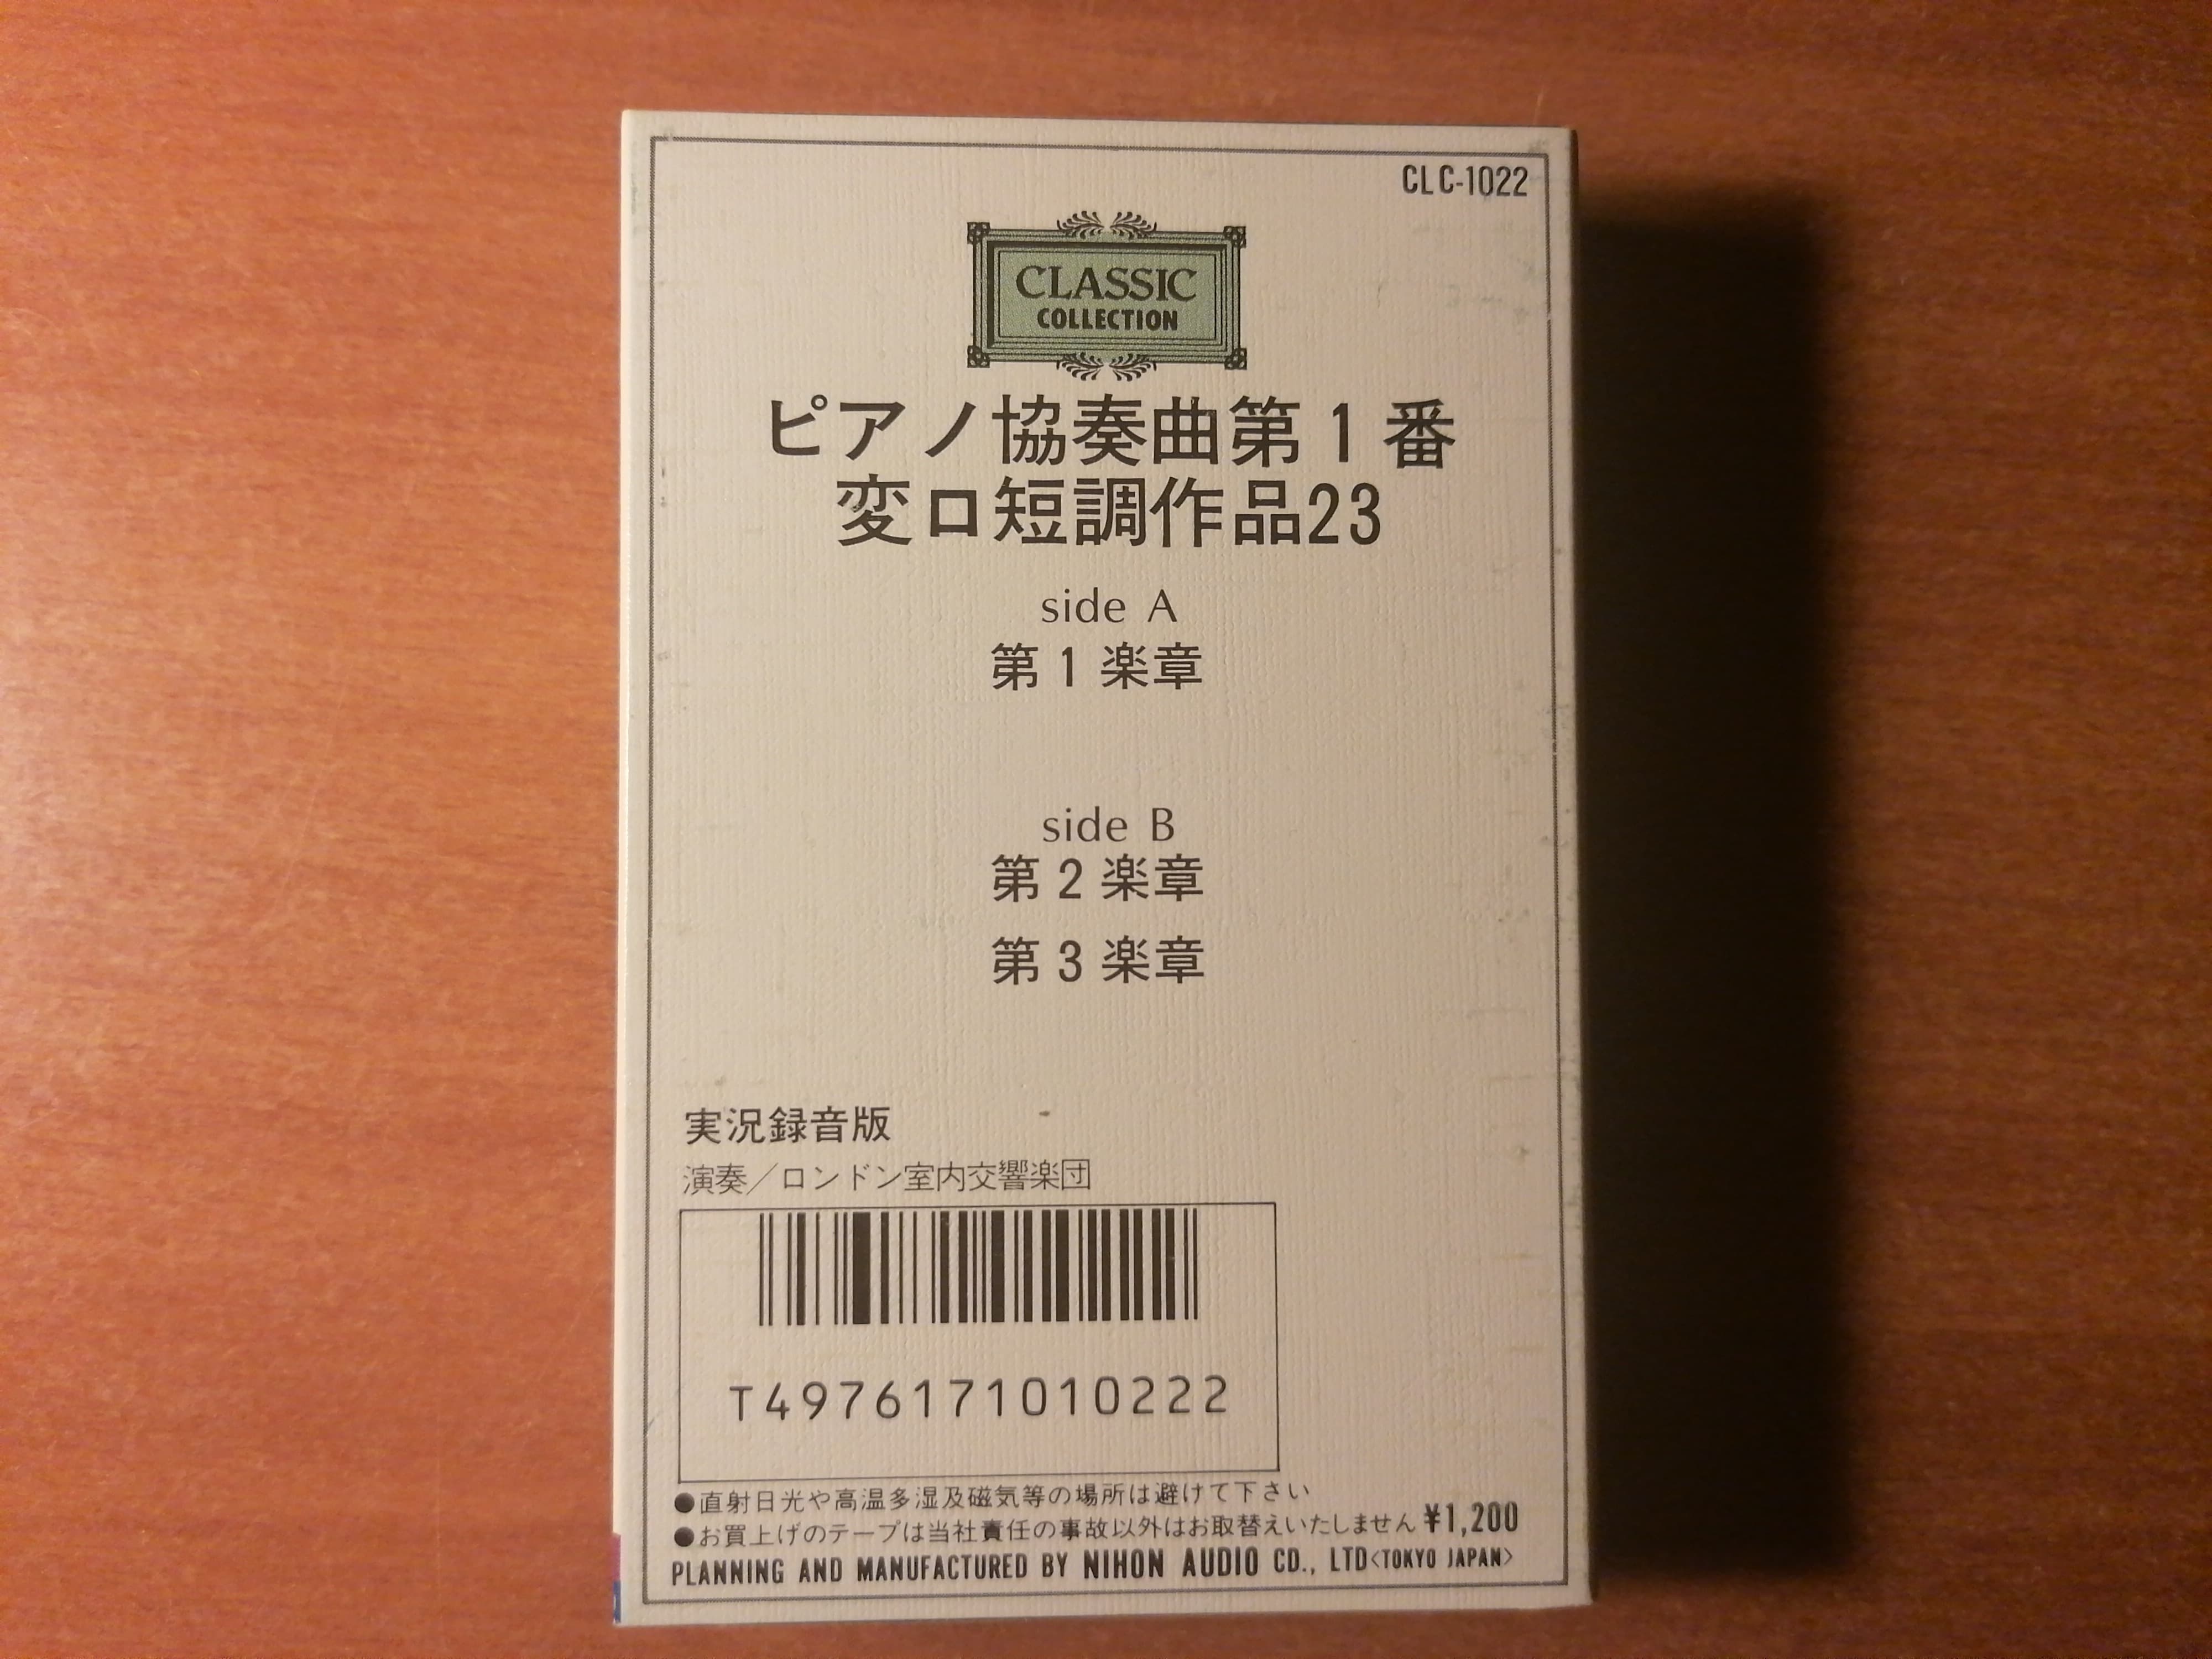 CLC-1022
CLASSIC
COLLECTION
ピアノ協奏曲第1番
変ロ短調作品23
side A
第1楽章
side B
第2楽章
第3楽章
実況録音版
演奏／ロンドン室内交響楽団
T4976171010222
●直射日光や高温多湿及磁気等の場所は避けて下さい
●お買上げのテープは当社責任の事故以外はお取替えいたしません ¥1,200
PLANNING AND MANUFACTURED BY NIHON AUDIO CD., LTD<TOKYO JAPAN>